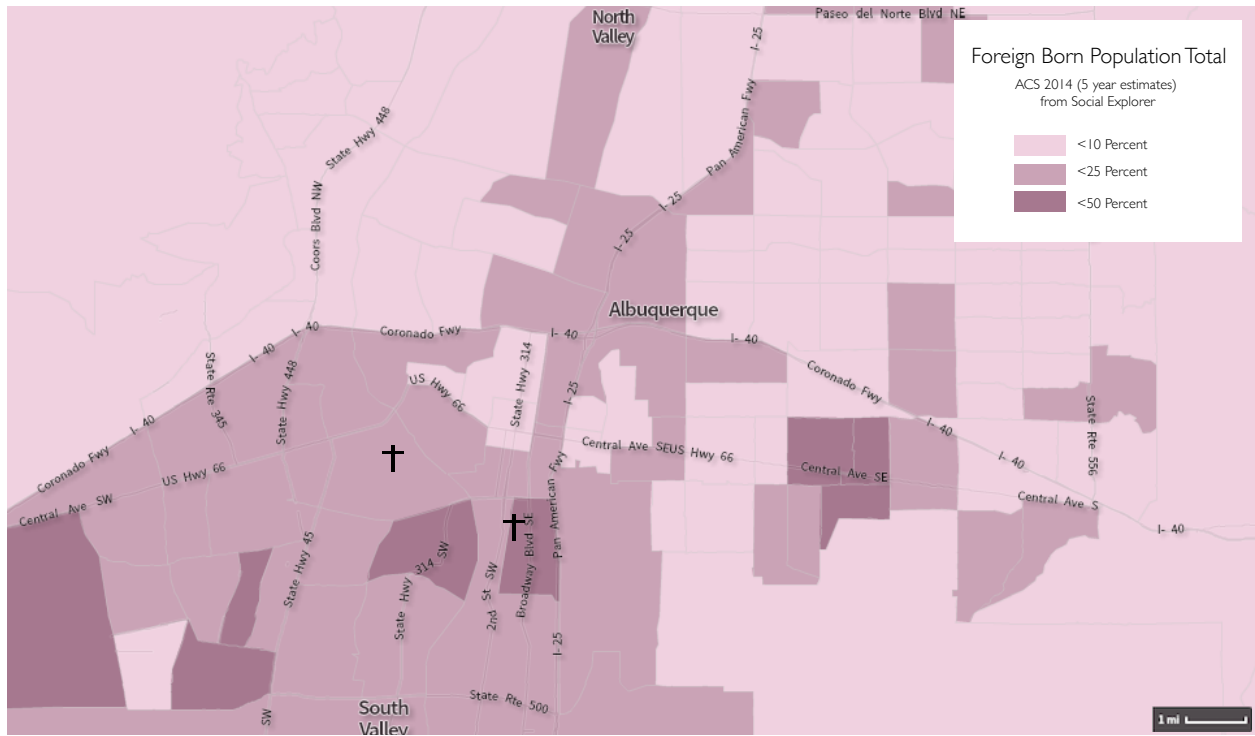 North
Valley
Paseo del Norte Blvd NE
I- 25
Foreign Born Population Total
ACS 2014 (5 year estimates)
from Social Explorer
<10 Percent
<25 Percent
<50 Percent
State Hwy 448
Pan American Fwy
Coors Blvd NW
I-25
I-25
Albuquerque
I- 40
Coronado Fwy
I- 40
I- 40
I- 40
State Rte 345
State Hwy 448
US Hwy 66
State Hwy 314
I-25
Coronado Fwy
State Rte 556
I- 40
I- 40
Coronado Fwy
US Hwy 66
Central Ave SEUS Hwy 66
Central Ave SE
I- 40
Central Ave SW
Central Ave S
I- 40
State Hwy 45
State Hwy 314 SW
2nd St SW
Broadway Blvd SE
Pan American Fwy
I-25
South
Valley
SW
State Rte 500
1 mi